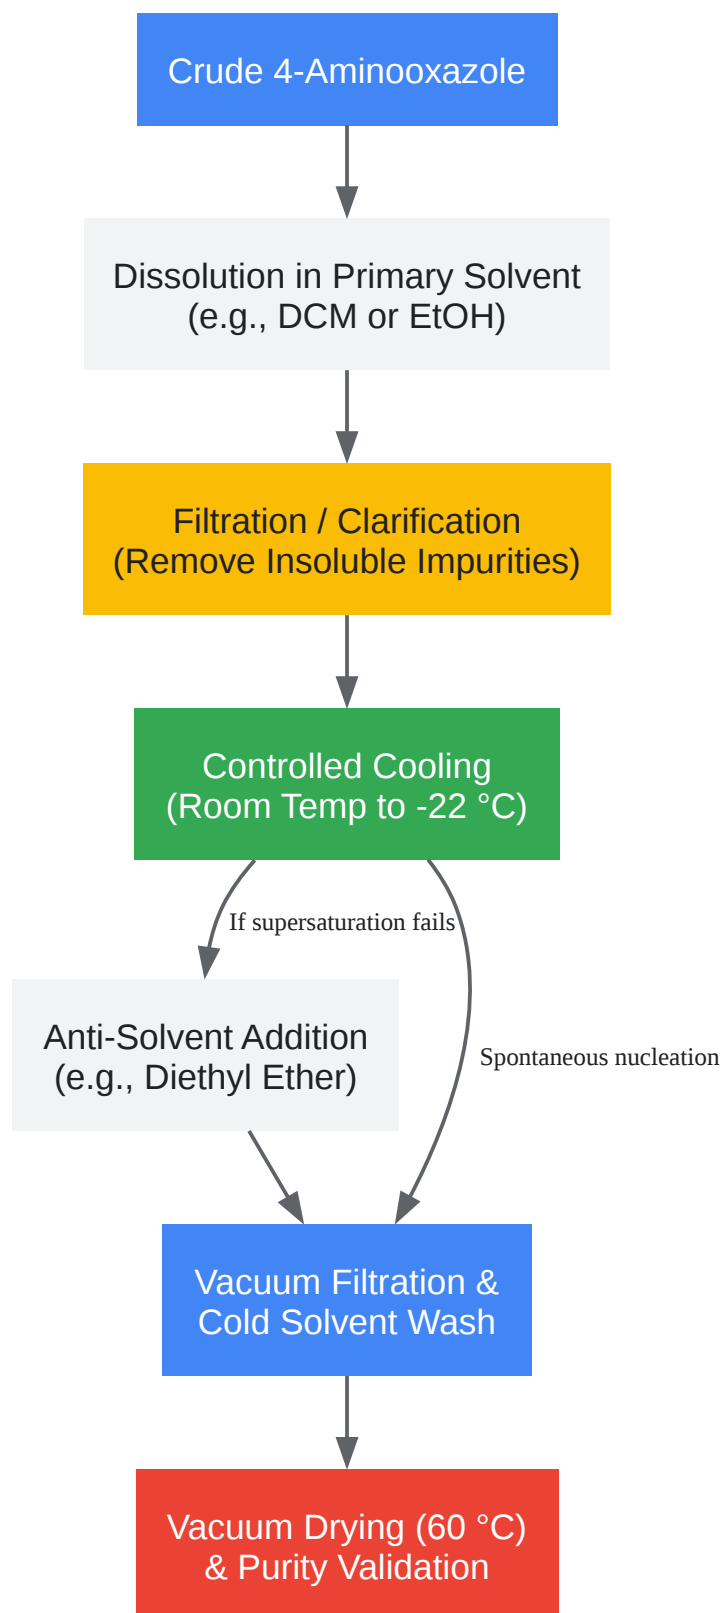 Crude 4-Aminooxazole
Dissolution in Primary Solvent
(e.g., DCM or EtOH)
Filtration / Clarification
(Remove Insoluble Impurities)
Controlled Cooling
(Room Temp to -22 °C)
If supersaturation fails
Anti-Solvent Addition
(e.g., Diethyl Ether)
Spontaneous nucleation
Vacuum Filtration &
Cold Solvent Wash
Vacuum Drying (60 °C)
& Purity Validation